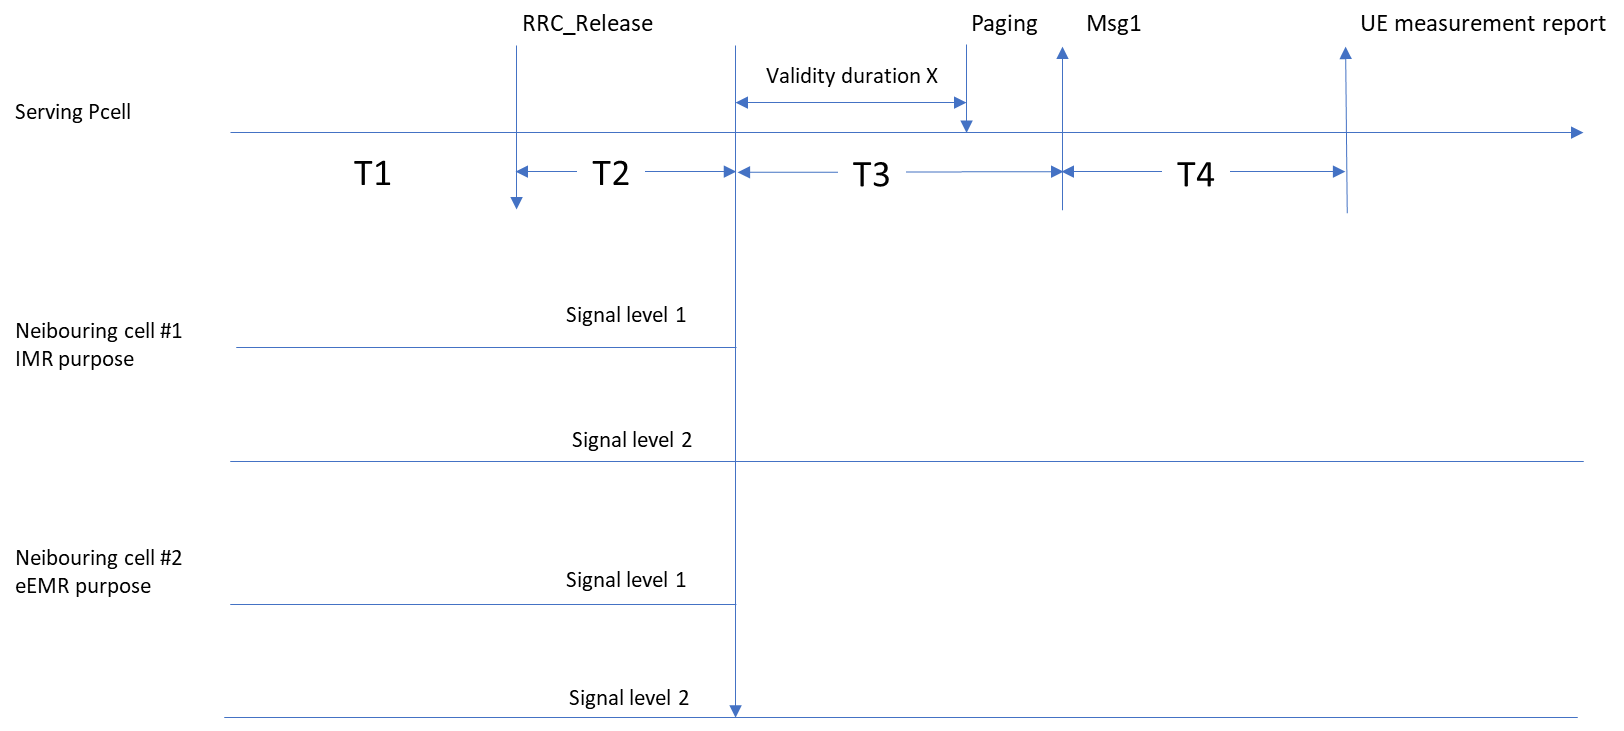 RRC_Release
Paging
Msg1
UE measurement report
Validity duration X
Serving Pcell
T1
T2
T3
T4
Signal level 1
Neibouring cell #1
IMR purpose
Signal level 2
Neibouring cell #2
eEMR purpose
Signal level 1
Signal level 2